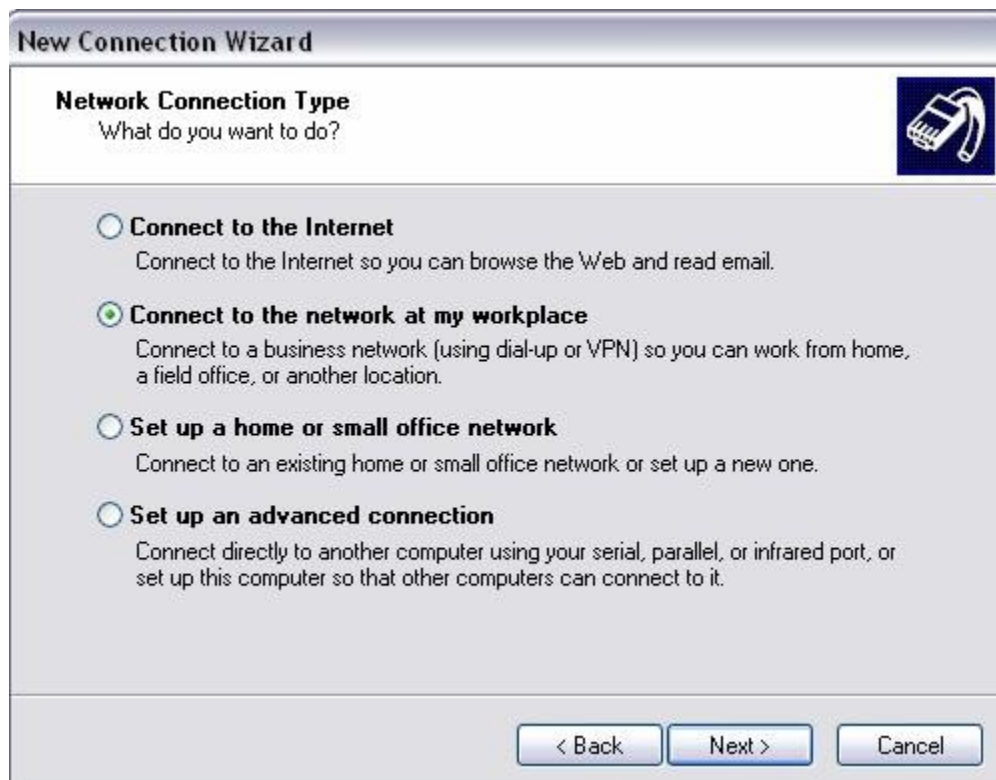 New Connection Wizard
Network Connection Type
What do you want to do?
Connect to the Internet
Connect to the Internet so you can browse the Web and read email.
Connect to the network at my workplace
Connect to a business network (using dial-up or VPN) so you can work from home,
a field office, or another location.
Set up a home or small office network
Connect to an existing home or small office network or set up a new one.
Set up an advanced connection
Connect directly to another computer using your serial, parallel, or infrared port, or
set up this computer so that other computers can connect to it.
< Back Next > Cancel